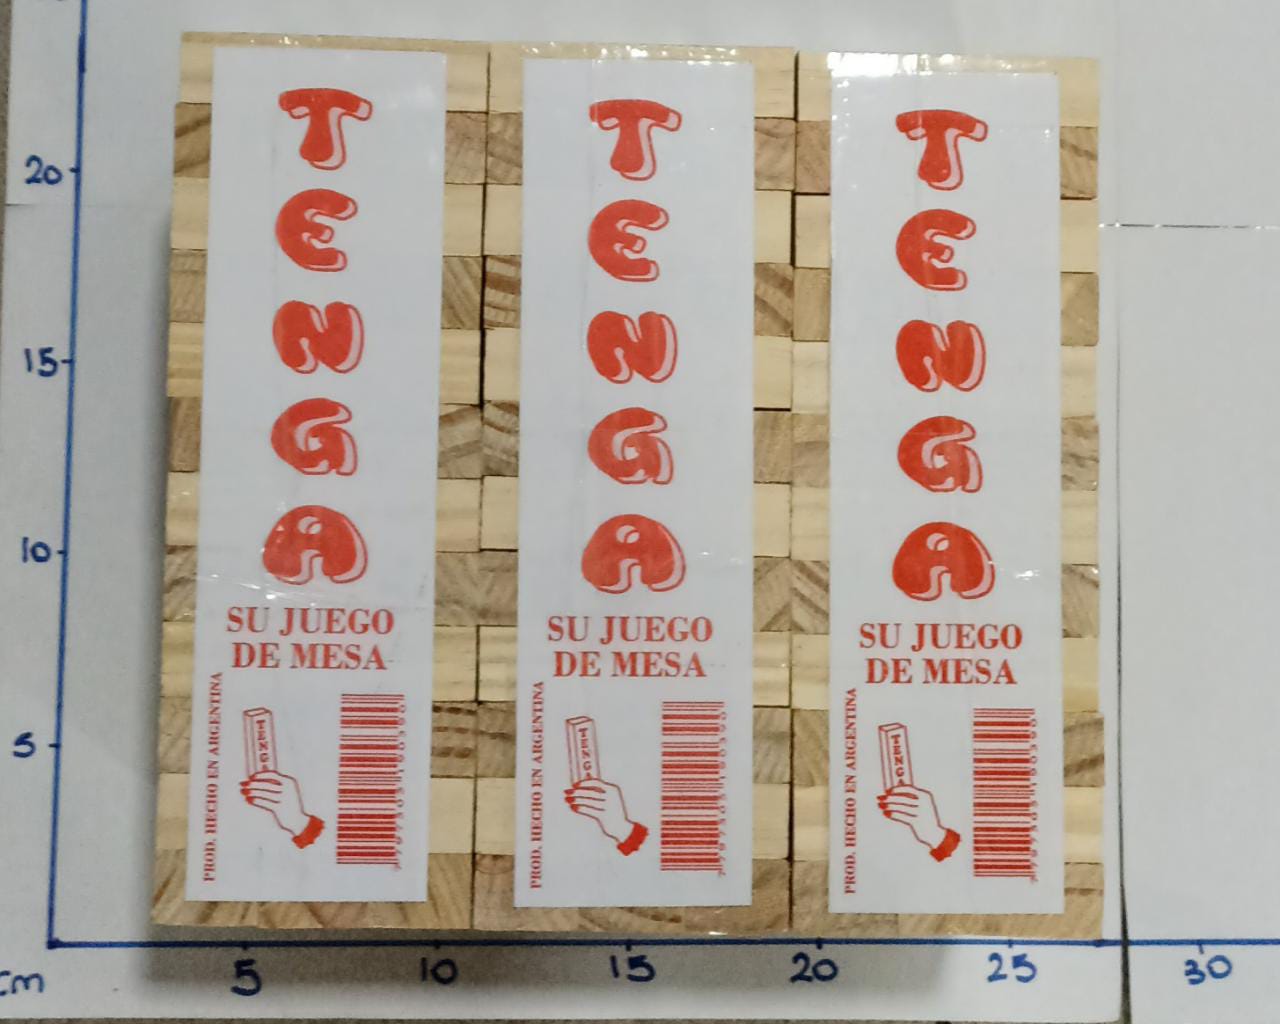 TENGA
SU JUEGO
DE MESA
PROD. HECHO EN ARGENTINA
TENGA
TENGA
SU JUEGO
DE MESA
PROD. HECHO EN ARGENTINA
TENGA
TENGA
SU JUEGO
DE MESA
PROD. HECHO EN ARGENTINA
TENGA
20
15
10
5
cm
5
10
15
20
25
30